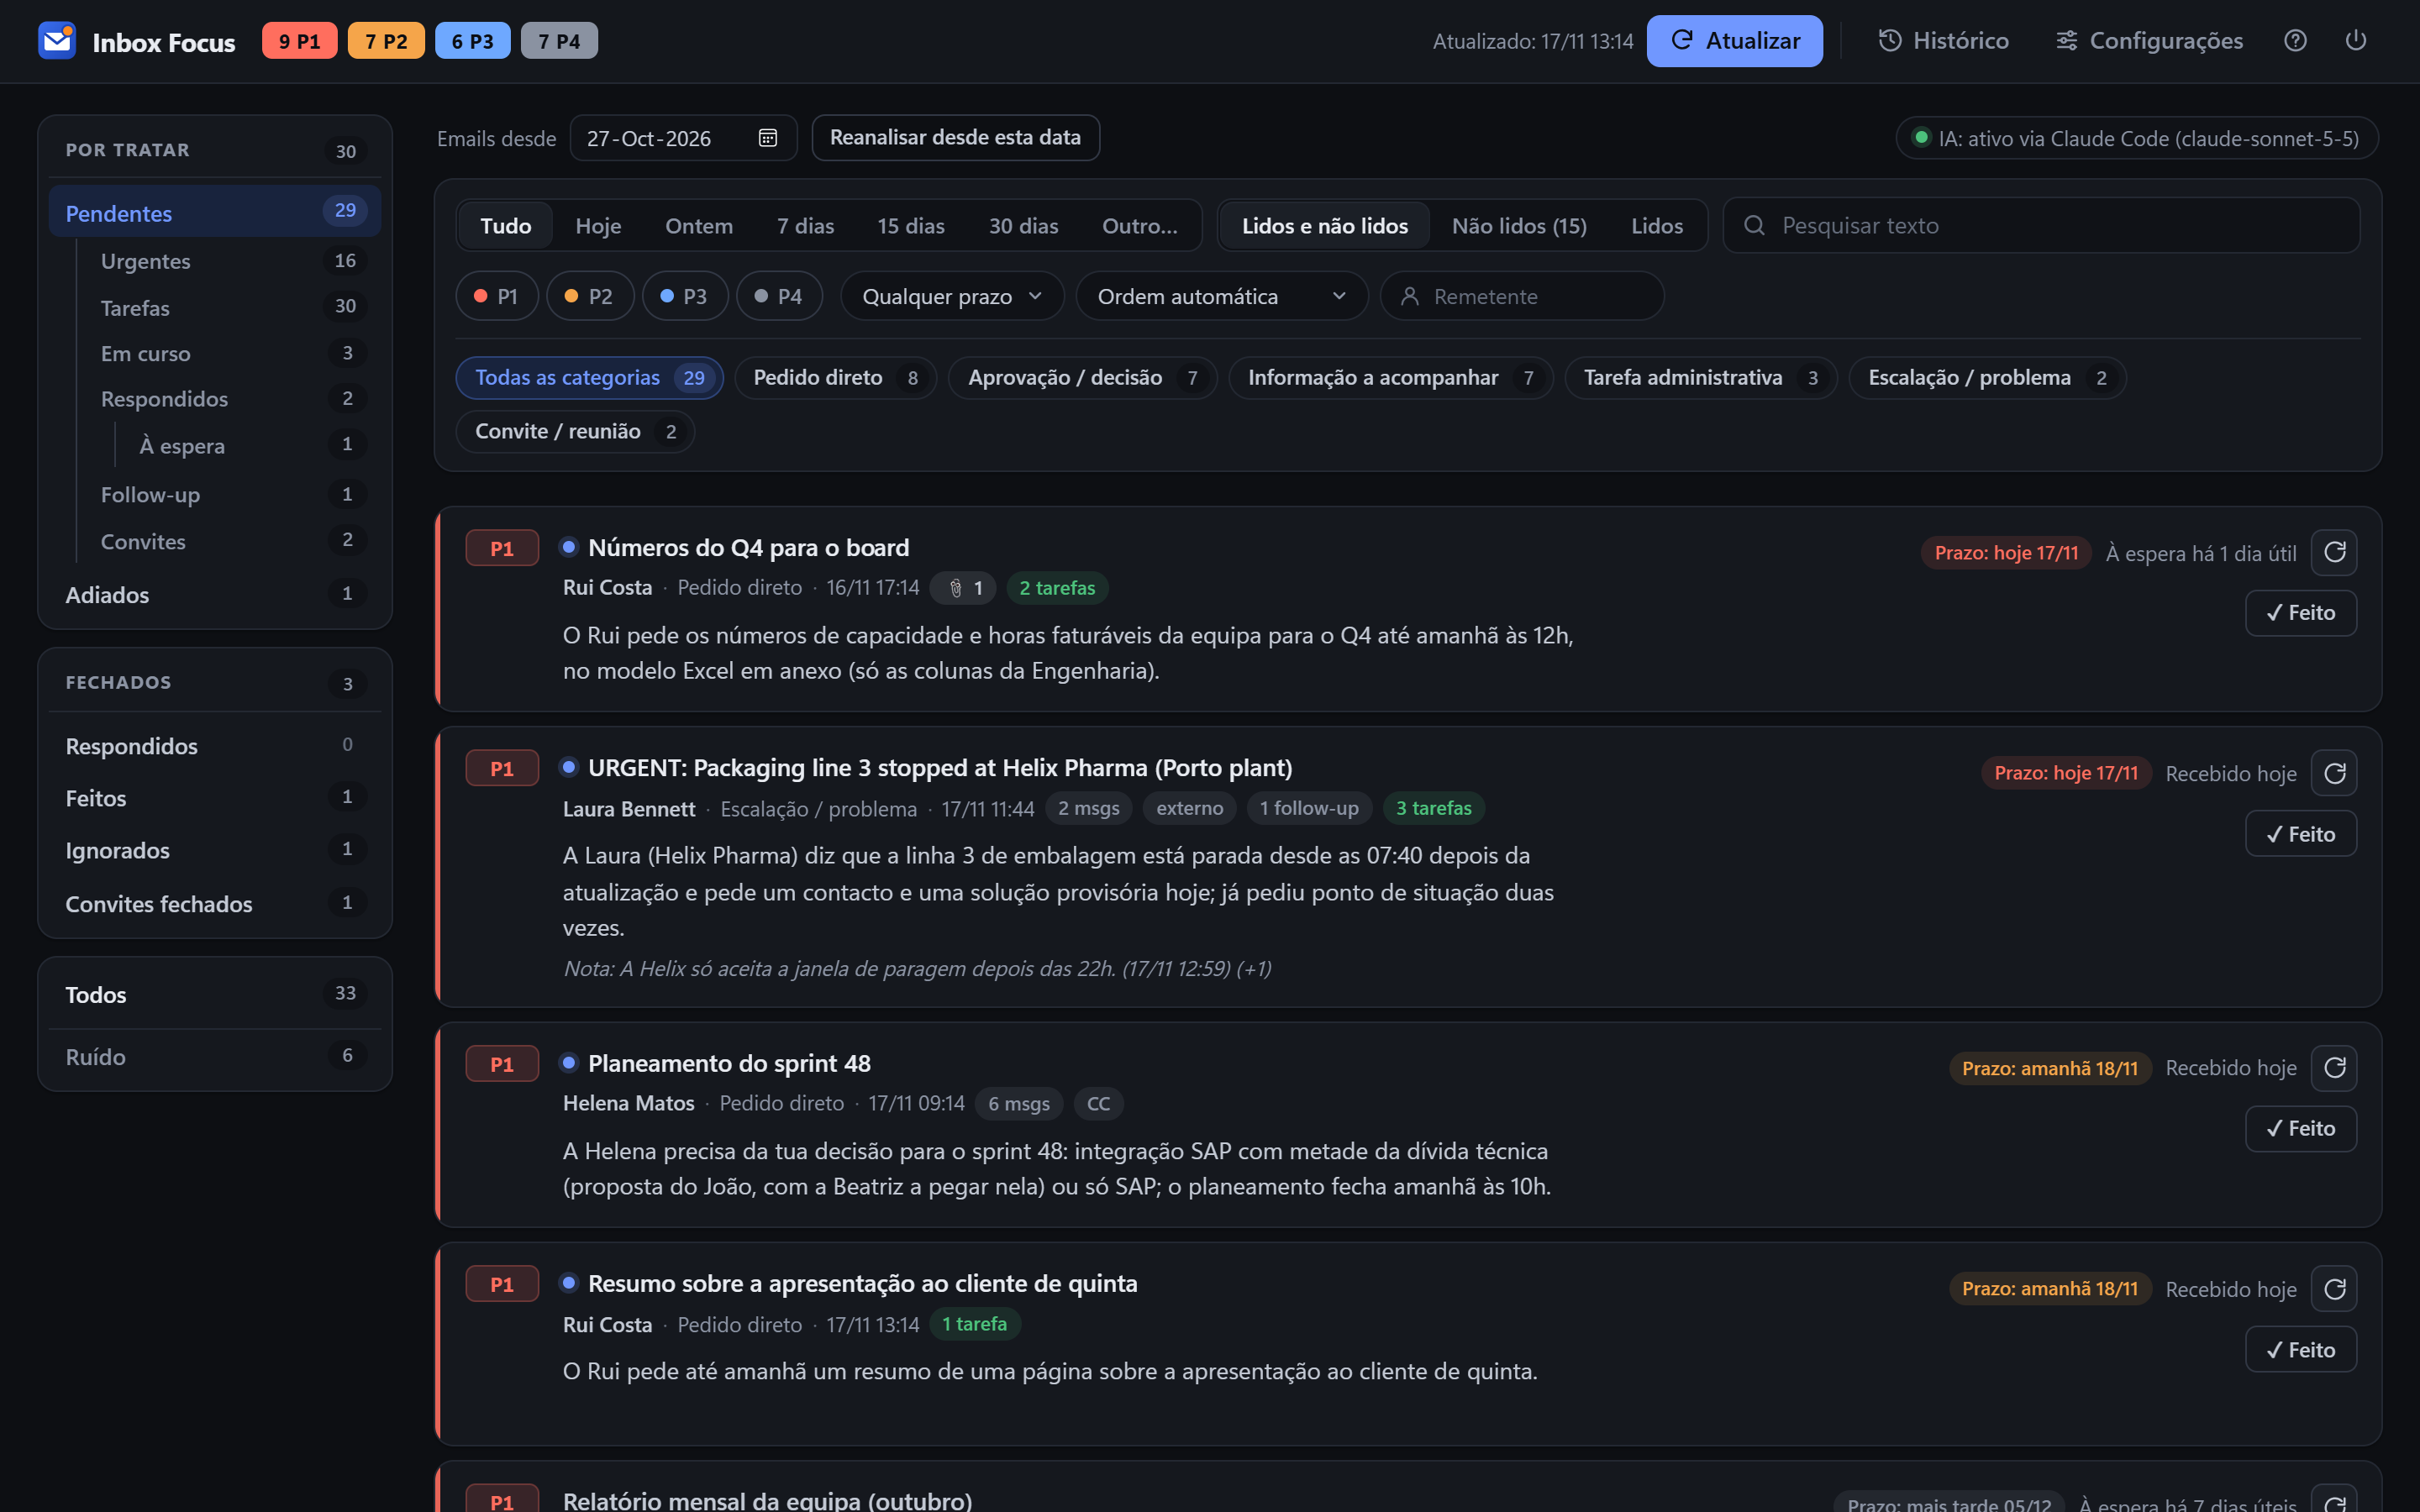 Inbox Focus 9 P1 7 P2 6 P3 7 P4 Atualizado: 17/11 13:14 Atualizar Histórico Configurações
POR TRATAR 30
Pendentes 29
Urgentes 16
Tarefas 30
Em curso 3
Respondidos 2
À espera 1
Follow-up 1
Convites 2
Adiados 1
FECHADOS 3
Respondidos 0
Feitos 1
Ignorados 1
Convites fechados 1
Todos 33
Ruído 6
Emails desde 27-Oct-2026 Reanalisar desde esta data IA: ativo via Claude Code (claude-sonnet-5-5)
Tudo Hoje Ontem 7 dias 15 dias 30 dias Outro... Lidos e não lidos Não lidos (15) Lidos Pesquisar texto
P1 P2 P3 P4 Qualquer prazo Ordem automática Remetente
Todas as categorias 29 Pedido direto 8 Aprovação / decisão 7 Informação a acompanhar 7 Tarefa administrativa 3 Escalação / problema 2
Convite / reunião 2
P1 Números do Q4 para o board Prazo: hoje 17/11 À espera há 1 dia útil
Rui Costa · Pedido direto · 16/11 17:14 1 2 tarefas
✓ Feito
O Rui pede os números de capacidade e horas faturáveis da equipa para o Q4 até amanhã às 12h,
no modelo Excel em anexo (só as colunas da Engenharia).
P1 URGENT: Packaging line 3 stopped at Helix Pharma (Porto plant) Prazo: hoje 17/11 Recebido hoje
Laura Bennett · Escalação / problema · 17/11 11:44 2 msgs externo 1 follow-up 3 tarefas
✓ Feito
A Laura (Helix Pharma) diz que a linha 3 de embalagem está parada desde as 07:40 depois da
atualização e pede um contacto e uma solução provisória hoje; já pediu ponto de situação duas
vezes.
Nota: A Helix só aceita a janela de paragem depois das 22h. (17/11 12:59) (+1)
P1 Planeamento do sprint 48 Prazo: amanhã 18/11 Recebido hoje
Helena Matos · Pedido direto · 17/11 09:14 6 msgs CC
✓ Feito
A Helena precisa da tua decisão para o sprint 48: integração SAP com metade da dívida técnica
(proposta do João, com a Beatriz a pegar nela) ou só SAP; o planeamento fecha amanhã às 10h.
P1 Resumo sobre a apresentação ao cliente de quinta Prazo: amanhã 18/11 Recebido hoje
Rui Costa · Pedido direto · 17/11 13:14 1 tarefa
✓ Feito
O Rui pede até amanhã um resumo de uma página sobre a apresentação ao cliente de quinta.
P1 Relatório mensal da equipa (outubro) Prazo: mais tarde 05/12 À espera há 7 dias úteis